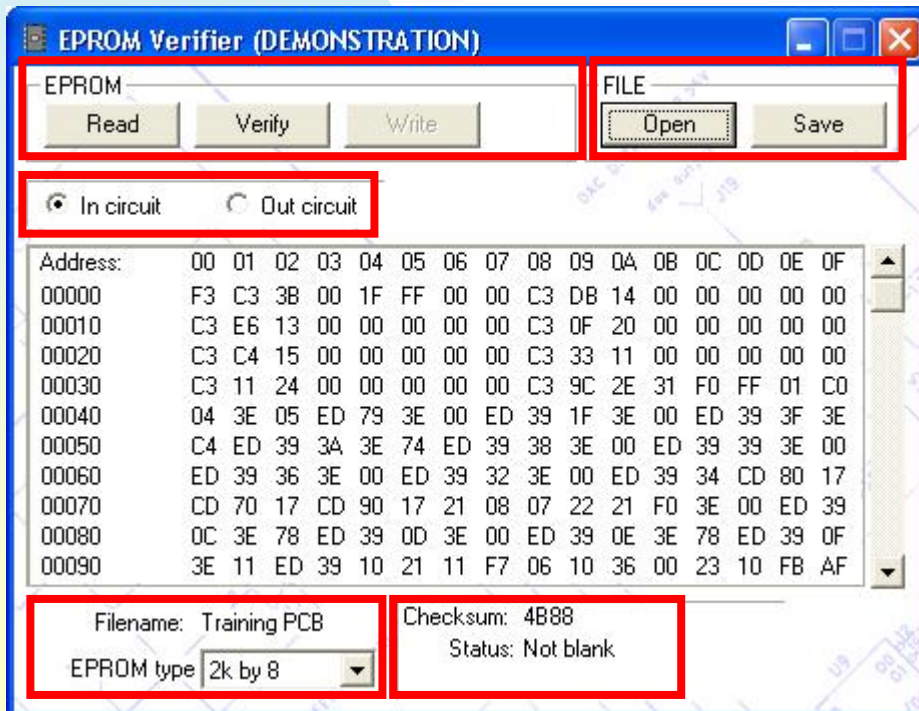 EPROM Verifier (DEMONSTRATION)
EPROM FILE
Read Verify Write Open Save
In circuit Out circuit
Address: 00 01 02 03 04 05 06 07 08 09 0A 0B 0C 0D 0E 0F
00000 F3 C3 3B 00 1F FF 00 00 C3 DB 14 00 00 00 00 00
00010 C3 E6 13 00 00 00 00 00 C3 0F 20 00 00 00 00 00
00020 C3 C4 15 00 00 00 00 00 C3 33 11 00 00 00 00 00
00030 C3 11 24 00 00 00 00 00 C3 9C 2E 31 F0 FF 01 C0
00040 04 3E 05 ED 79 3E 00 ED 39 1F 3E 00 ED 39 3F 3E
00050 C4 ED 39 3A 3E 74 ED 39 38 3E 00 ED 39 39 3E 00
00060 ED 39 36 3E 00 ED 39 32 3E 00 ED 39 34 CD 80 17
00070 CD 70 17 CD 90 17 21 08 07 22 21 F0 3E 00 ED 39
00080 0C 3E 78 ED 39 0D 3E 00 ED 39 0E 3E 78 ED 39 0F
00090 3E 11 ED 39 10 21 11 F7 06 10 36 00 23 10 FB AF
Filename: Training PCB Checksum: 4B88
Status: Not blank
EPROM type 2k by 8